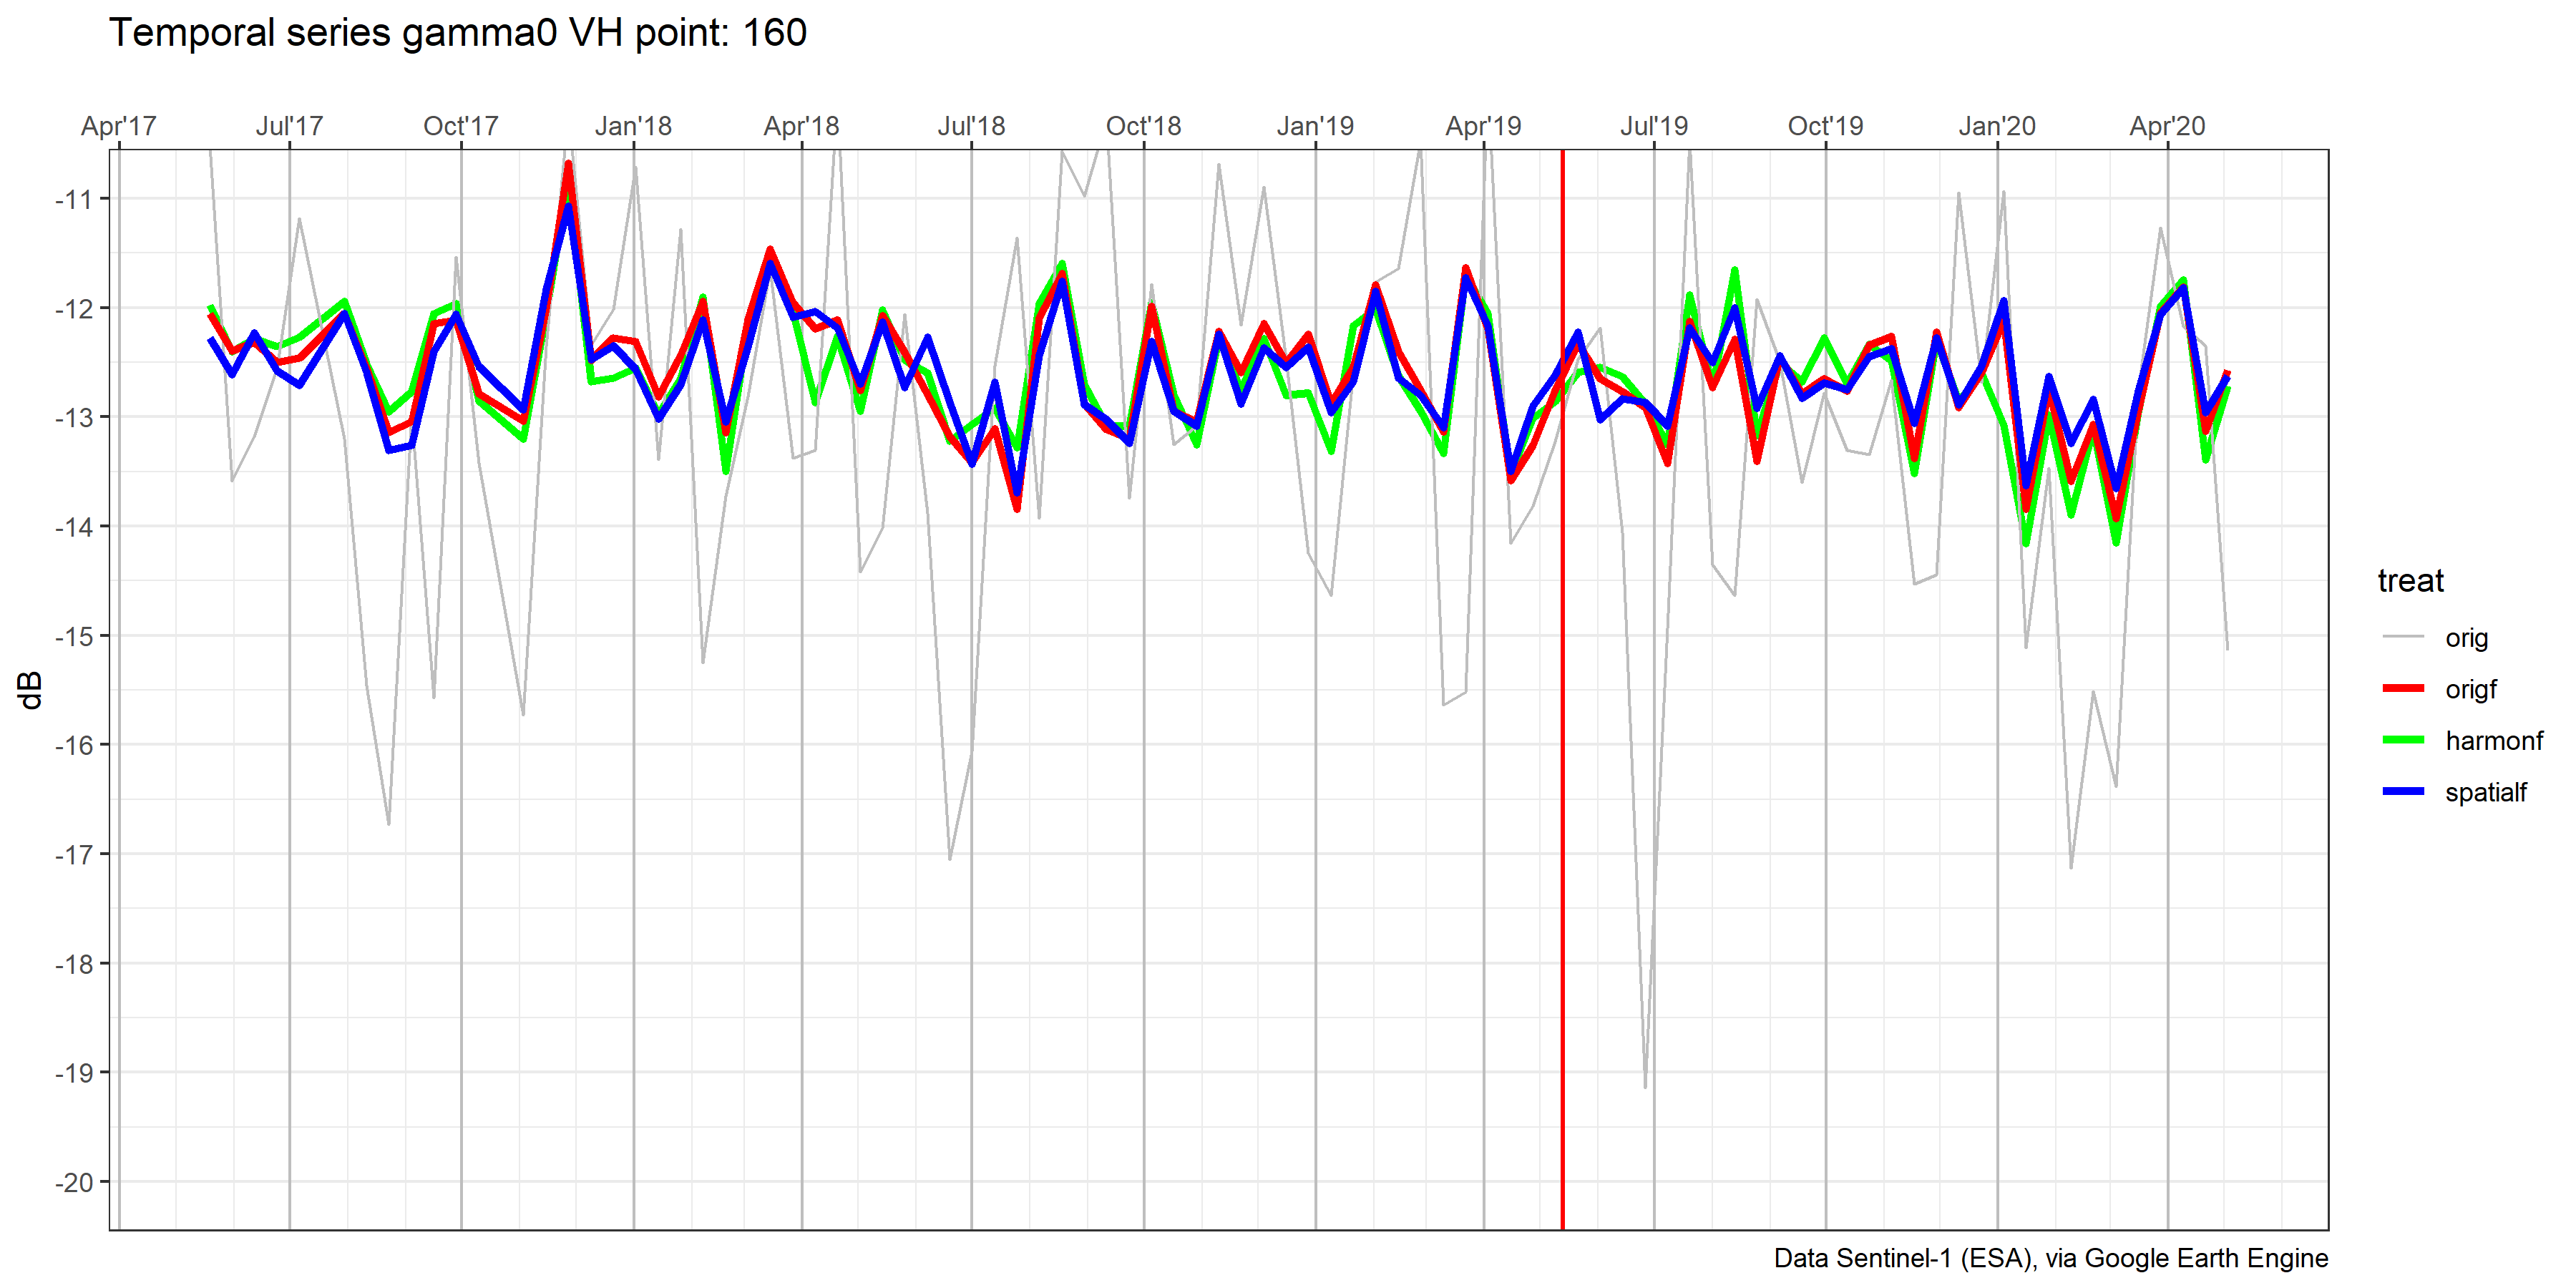 Temporal series gamma0 VH point: 160
Apr'17 Jul'17 Oct'17 Jan'18 Apr'18 Jul'18 Oct'18 Jan'19 Apr'19 Jul'19 Oct'19 Jan'20 Apr'20
-11
-12
-13
-14
-15
-16
-17
-18
-19
-20
dB
treat
orig
origf
harmonf
spatialf
Data Sentinel-1 (ESA), via Google Earth Engine